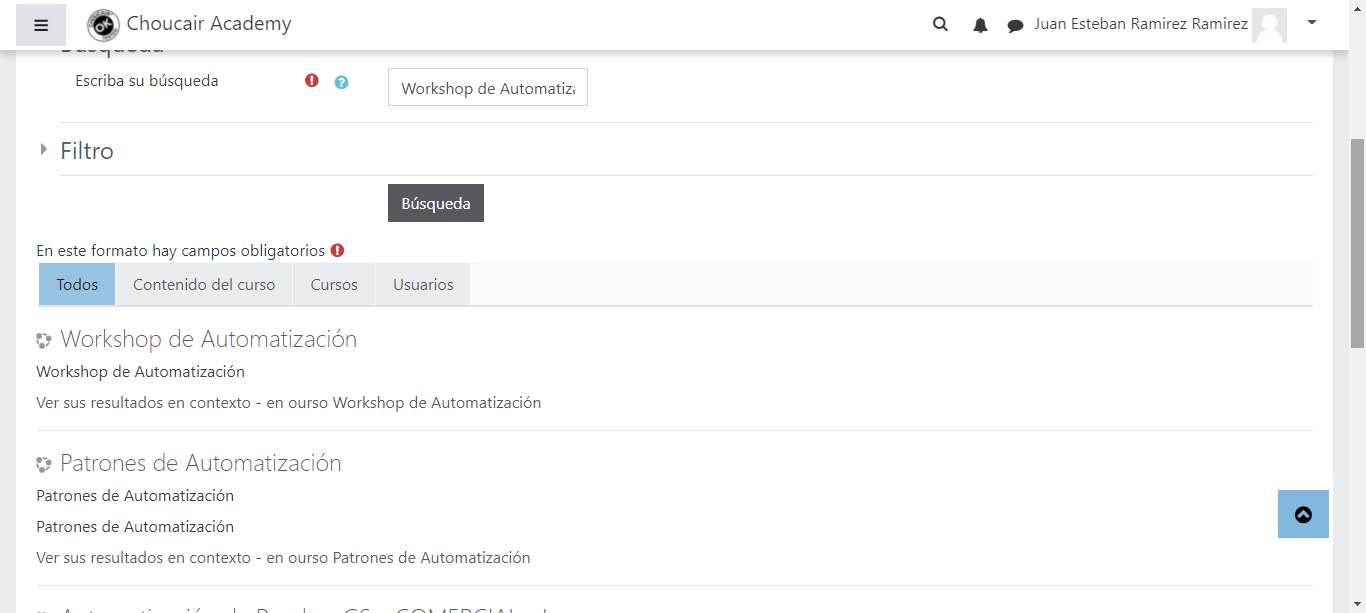 Choucair Academy
Juan Esteban Ramirez Ramirez
Búsqueda
Escriba su búsqueda
Workshop de Automatiza
Filtro
Búsqueda
En este formato hay campos obligatorios
Todos Contenido del curso Cursos Usuarios
Workshop de Automatización
Workshop de Automatización
Ver sus resultados en contexto - en ourso Workshop de Automatización
Patrones de Automatización
Patrones de Automatización
Patrones de Automatización
Ver sus resultados en contexto - en ourso Patrones de Automatización